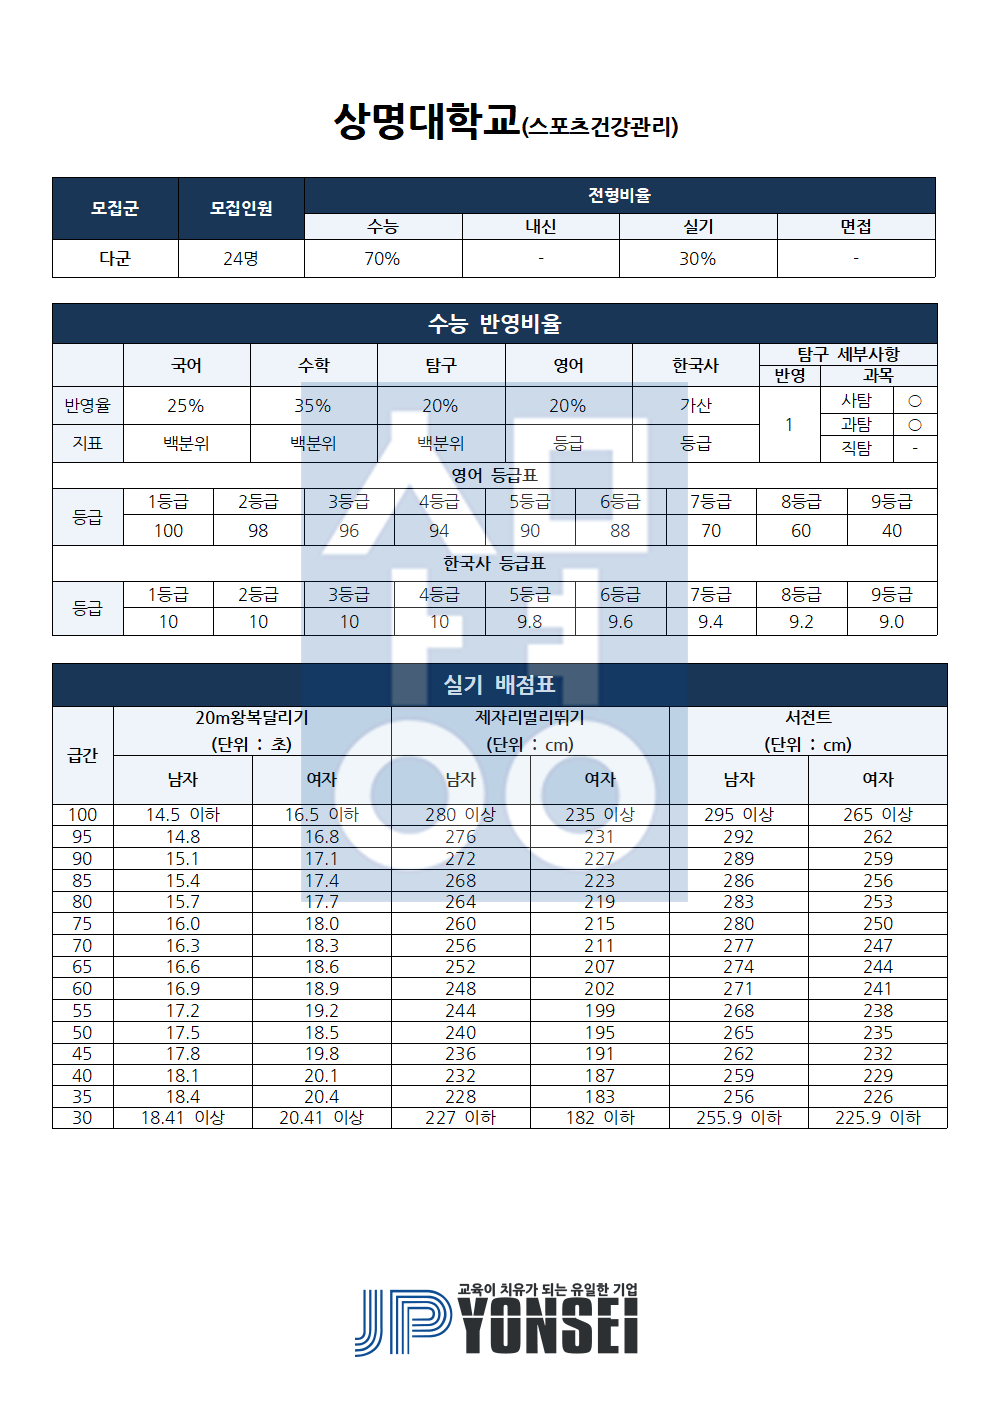 상명대학교(스포츠건강관리)
모집군 모집인원 전형비율
수능 내신 실기 면접
다군 24명 70% - 30% -
수능 반영비율
국어 수학 탐구 영어 한국사 탐구 세부사항
반영 과목
반영율 25% 35% 20% 20% 가산 1 사탐 ○
과탐 ○
지표 백분위 백분위 백분위 등급 등급 직탐 -
영어 등급표
등급 1등급 2등급 3등급 4등급 5등급 6등급 7등급 8등급 9등급
100 98 96 94 90 88 70 60 40
한국사 등급표
등급 1등급 2등급 3등급 4등급 5등급 6등급 7등급 8등급 9등급
10 10 10 10 9.8 9.6 9.4 9.2 9.0
실기 배점표
급간 20m왕복달리기 제자리멀리뛰기 서전트
(단위 : 초) (단위 : cm) (단위 : cm)
남자 여자 남자 여자 남자 여자
100 14.5 이하 16.5 이하 280 이상 235 이상 295 이상 265 이상
95 14.8 16.8 276 231 292 262
90 15.1 17.1 272 227 289 259
85 15.4 17.4 268 223 286 256
80 15.7 17.7 264 219 283 253
75 16.0 18.0 260 215 280 250
70 16.3 18.3 256 211 277 247
65 16.6 18.6 252 207 274 244
60 16.9 18.9 248 202 271 241
55 17.2 19.2 244 199 268 238
50 17.5 18.5 240 195 265 235
45 17.8 19.8 236 191 262 232
40 18.1 20.1 232 187 259 229
35 18.4 20.4 228 183 256 226
30 18.41 이상 20.41 이상 227 이하 182 이하 255.9 이하 225.9 이하
상명
교육이 치유가 되는 유일한 기업
JP YONSEI